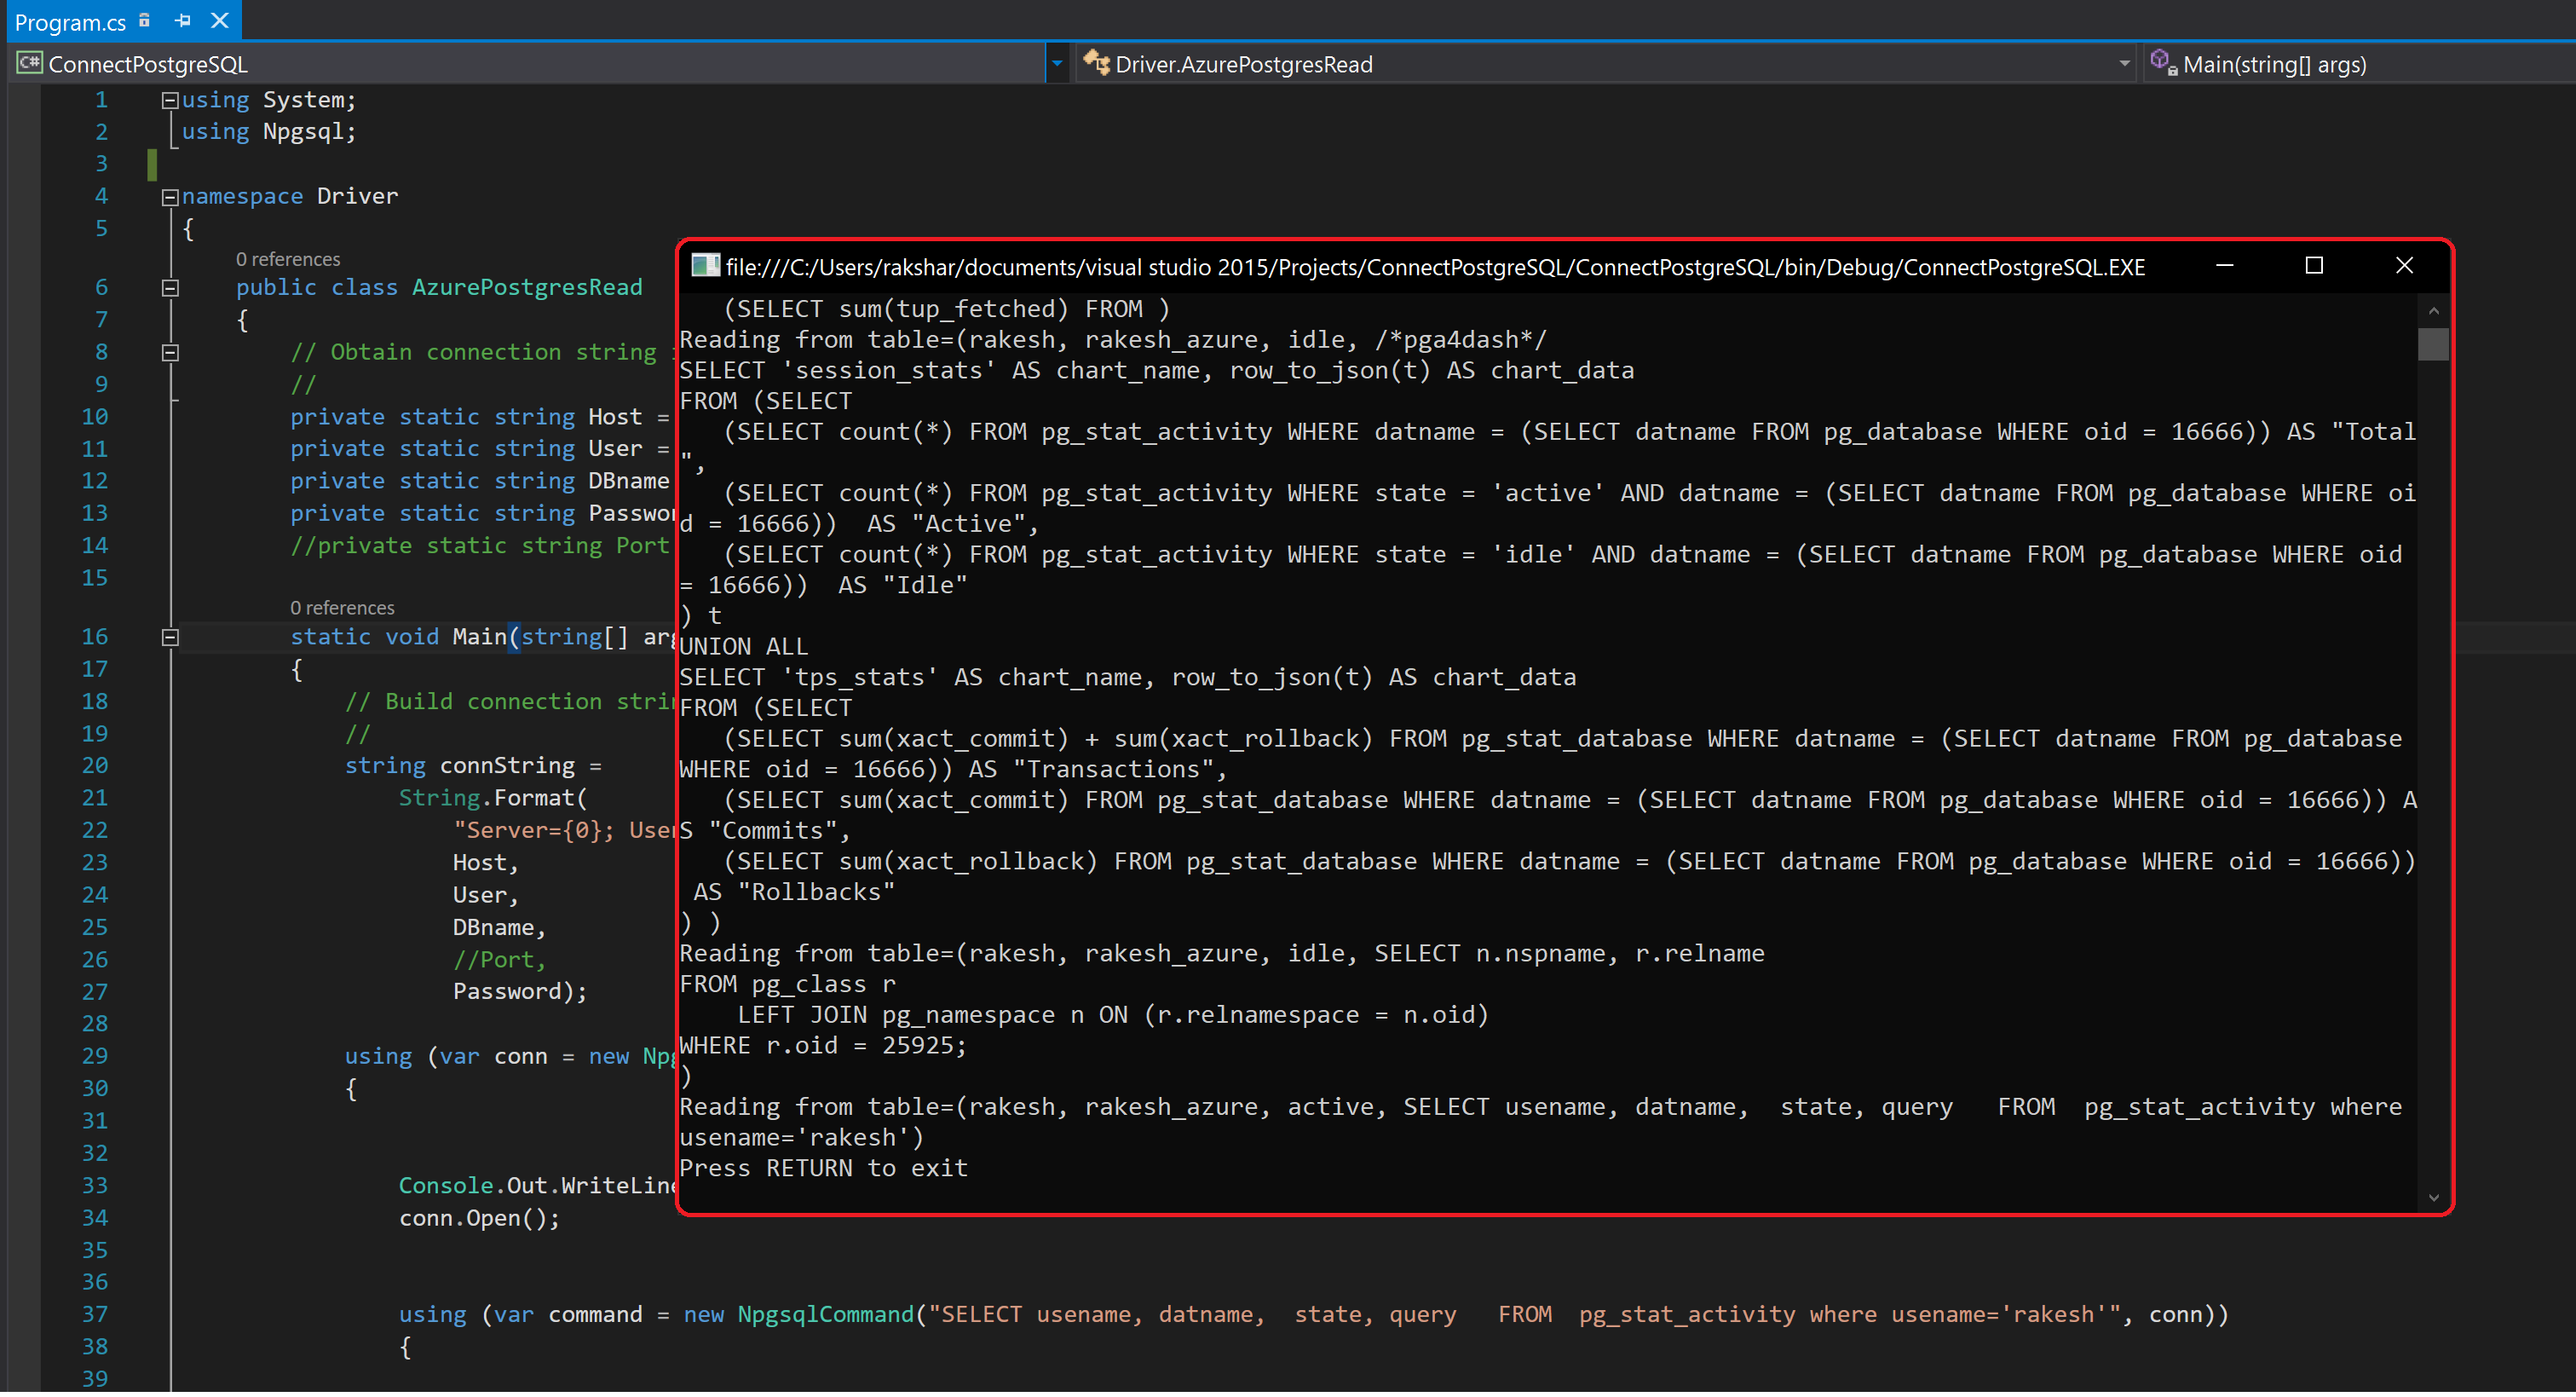 Program.cs
ConnectPostgreSQL
Driver.AzurePostgresRead
Main(string[] args)
1 using System;
2 using Npgsql;
3
4 namespace Driver
5 {
0 references
6 public class AzurePostgresRead
7 {
8 // Obtain connection string
9 //
10 private static string Host =
11 private static string User =
12 private static string DBname
13 private static string Passwo
14 //private static string Port
15
0 references
16 static void Main(string[] ar
17 {
18 // Build connection stri
19 //
20 string connString =
21 String.Format(
22 "Server={0}; Use
23 Host,
24 User,
25 DBname,
26 //Port,
27 Password);
28
29 using (var conn = new Np
30 {
31
32
33 Console.Out.WriteLine
34 conn.Open();
35
36
37 using (var command = new NpgsqlCommand("SELECT usename, datname,  state, query   FROM  pg_stat_activity where usename='rakesh'", conn))
38 {
39
file:///C:/Users/rakshar/documents/visual studio 2015/Projects/ConnectPostgreSQL/ConnectPostgreSQL/bin/Debug/ConnectPostgreSQL.EXE
(SELECT sum(tup_fetched) FROM )
Reading from table=(rakesh, rakesh_azure, idle, /*pga4dash*/
SELECT 'session_stats' AS chart_name, row_to_json(t) AS chart_data
FROM (SELECT
(SELECT count(*) FROM pg_stat_activity WHERE datname = (SELECT datname FROM pg_database WHERE oid = 16666)) AS "Total
",
(SELECT count(*) FROM pg_stat_activity WHERE state = 'active' AND datname = (SELECT datname FROM pg_database WHERE oi
d = 16666))  AS "Active",
(SELECT count(*) FROM pg_stat_activity WHERE state = 'idle' AND datname = (SELECT datname FROM pg_database WHERE oid
= 16666))  AS "Idle"
) t
UNION ALL
SELECT 'tps_stats' AS chart_name, row_to_json(t) AS chart_data
FROM (SELECT
(SELECT sum(xact_commit) + sum(xact_rollback) FROM pg_stat_database WHERE datname = (SELECT datname FROM pg_database
WHERE oid = 16666)) AS "Transactions",
(SELECT sum(xact_commit) FROM pg_stat_database WHERE datname = (SELECT datname FROM pg_database WHERE oid = 16666)) A
S "Commits",
(SELECT sum(xact_rollback) FROM pg_stat_database WHERE datname = (SELECT datname FROM pg_database WHERE oid = 16666))
AS "Rollbacks"
) )
Reading from table=(rakesh, rakesh_azure, idle, SELECT n.nspname, r.relname
FROM pg_class r
LEFT JOIN pg_namespace n ON (r.relnamespace = n.oid)
WHERE r.oid = 25925;
)
Reading from table=(rakesh, rakesh_azure, active, SELECT usename, datname,  state, query   FROM  pg_stat_activity where
usename='rakesh')
Press RETURN to exit